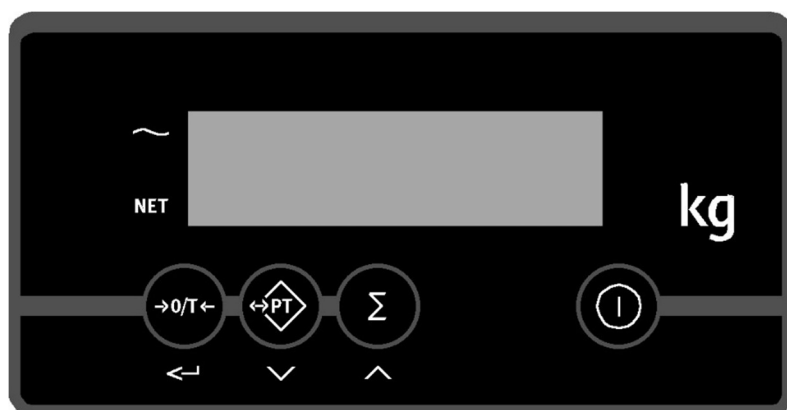 ~
NET
kg
→0/T← ↔PT Σ